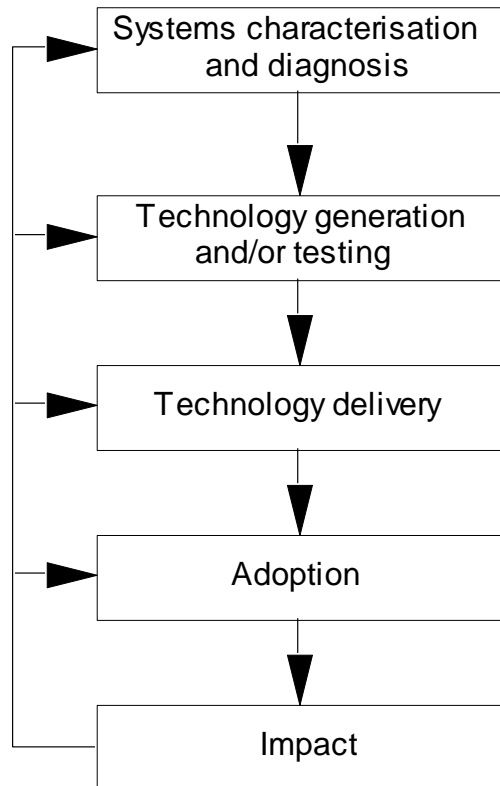 Systems characterisation
and diagnosis
Technology generation
and/or testing
Technology delivery
Adoption
Impact